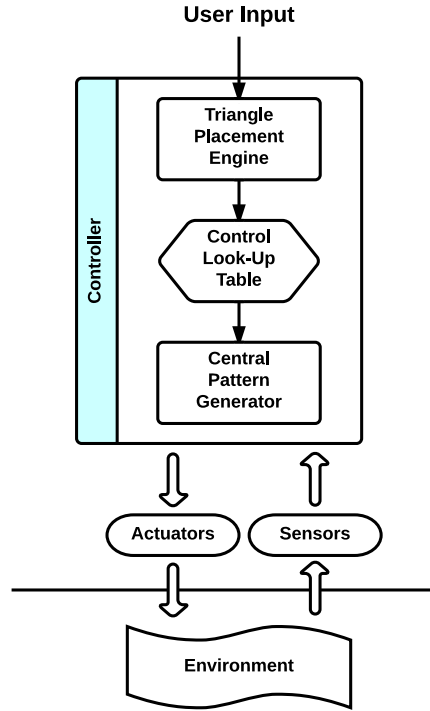 User Input
Triangle
Placement
Engine
Controller
Control
Look-Up
Table
Central
Pattern
Generator
Actuators
Sensors
Environment